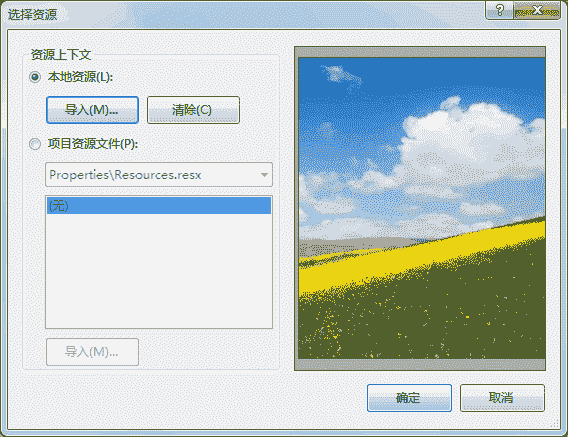 选择资源
资源上下文
本地资源(L):
导入(M)...
清除(C)
项目资源文件(P):
Properties\Resources.resx
(无)
导入(M)...
确定
取消